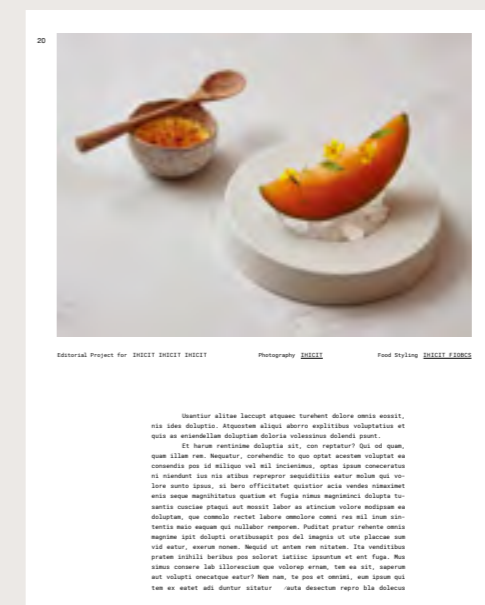 20
Editorial Project for IHICIT IHICIT IHICIT
Photography IHICIT
Food Styling IHICIT FIOBCS
Usantiur alitae laccupt atquaec turehent dolore omnis eossit,
nis ides doluptio. Atquostem aliqui aborro explitibus voluptatius et
quis as eniendellam doluptiam doloria volessinus dolendi psunt.
Et harum rentinime doluptia sit, con reptatur? Qui od quam,
quam illam rem. Nequatur, corehendic to quo optat acestem voluptat ea
consendis pos id miliquo vel mil incienimus, optas ipsum coneceratus
ni niendunt ius nis atibus reprepror sequiditiis eatur molum qui vo-
lore sunto ipsus, si bero officitatet quistior acia vendes nimaximet
enis seque magnihitatus quatium et fugia nimus magniminci dolupta tu-
santis cusciae ptaqui aut mossit labor as atincium volore modipsam ea
doluptam, que commolo rectet labore ommolore comni res mil inum sin-
tentis maio eaquam qui nullabor remporem. Puditat pratur rehente omnis
magnime ipit dolupti oratibusapit pos del imagnis ut ute placcae sum
vid eatur, exerum nonem. Nequid ut antem rem nitatem. Ita venditibus
pratem inihili beribus pos solorat iatiisc ipsuntum et ent fuga. Mus
simus consere lab illorescium que volorep ernam, tem ea sit, saperum
aut volupti onecatque eatur? Nem nam, te pos et omnimi, eum ipsum qui
tem ex eatet adi duntur sitatur auta desectum repro bla dolecus